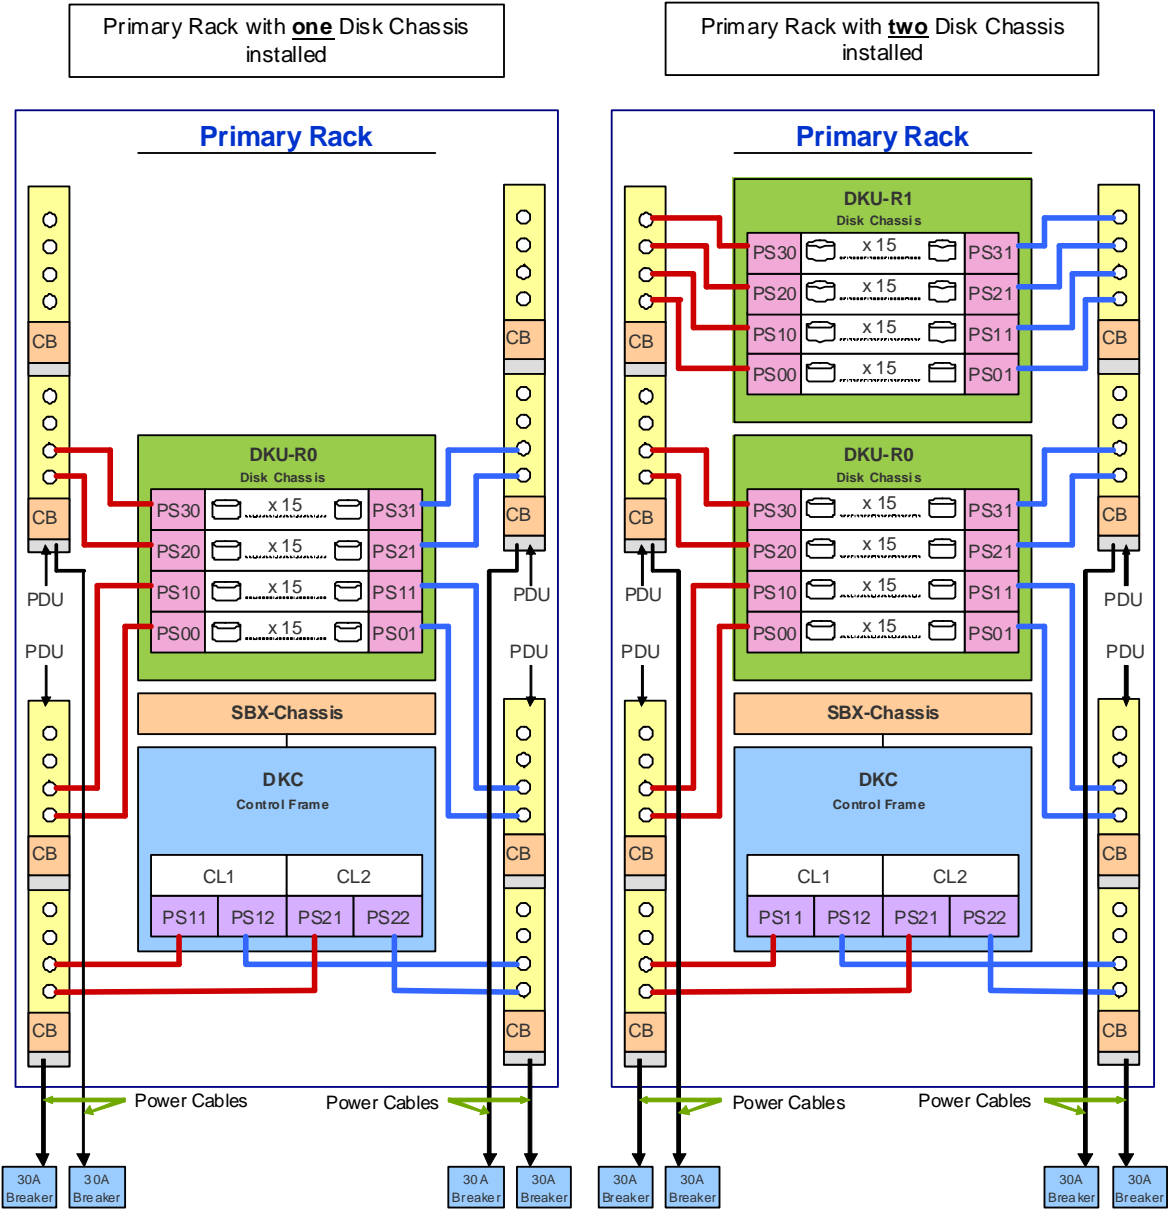 Primary Rack with one Disk Chassis
installed
Primary Rack
CB
CB
DKU-R0
Disk Chassis
PS30 x 15 PS31
CB
CB
PS20 x 15 PS21
PS10 x 15 PS11
PDU
PDU
PS00 x 15 PS01
PDU
PDU
SBX-Chassis
DKC
Control Frame
CB
CB
CL1 CL2
PS11 PS12 PS21 PS22
CB
CB
Power Cables
Power Cables
30A
Breaker
30A
Breaker
30A
Breaker
30A
Breaker
Primary Rack with two Disk Chassis
installed
Primary Rack
DKU-R1
Disk Chassis
PS30 x 15 PS31
PS20 x 15 PS21
PS10 x 15 PS11
CB
CB
PS00 x 15 PS01
DKU-R0
Disk Chassis
PS30 x 15 PS31
CB
CB
PS20 x 15 PS21
PS10 x 15 PS11
PDU
PDU
PS00 x 15 PS01
PDU
PDU
SBX-Chassis
DKC
Control Frame
CB
CB
CL1 CL2
PS11 PS12 PS21 PS22
CB
CB
Power Cables
Power Cables
30A
Breaker
30A
Breaker
30A
Breaker
30A
Breaker